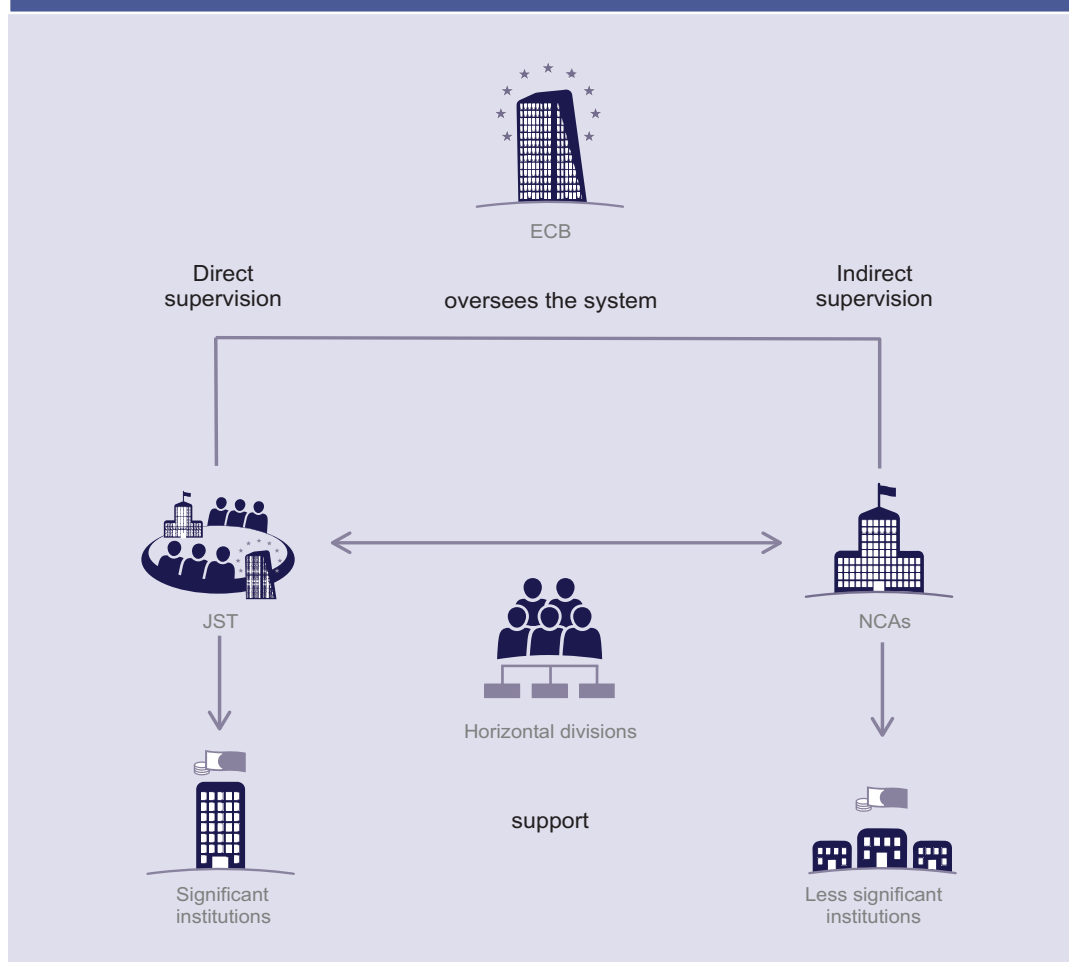 ECB
Direct
supervision
oversees the system
Indirect
supervision
JST
NCAs
Horizontal divisions
support
Significant
institutions
Less significant
institutions